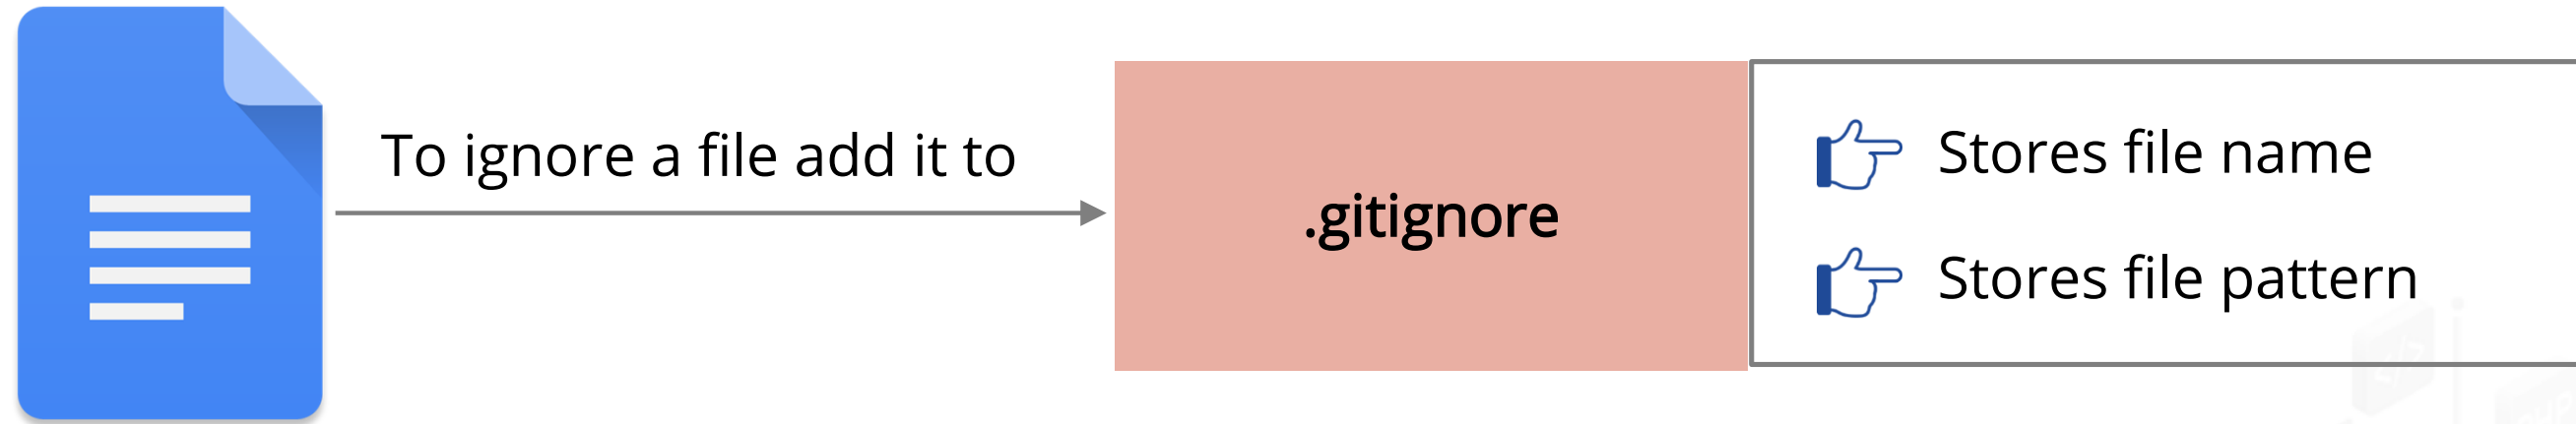 To ignore a file add it to
.gitignore
Stores file name
Stores file pattern